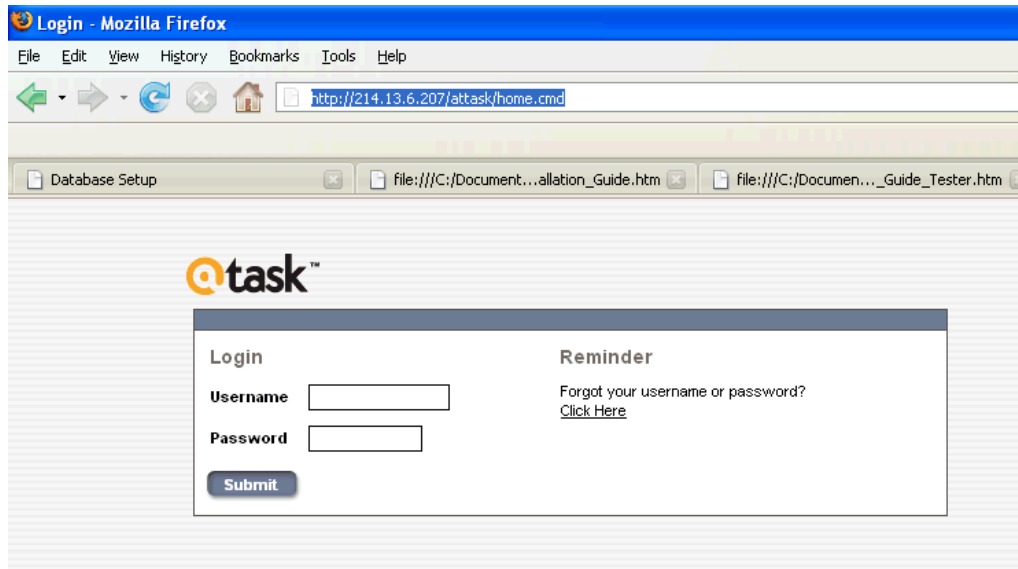 Login - Mozilla Firefox
File Edit View History Bookmarks Tools Help
http://214.13.6.207/attask/home.cmd
Database Setup file:///C:/Document...allation_Guide.htm file:///C:/Documen..._Guide_Tester.htm
@task™
Login
Username
Password
Submit
Reminder
Forgot your username or password?
Click Here